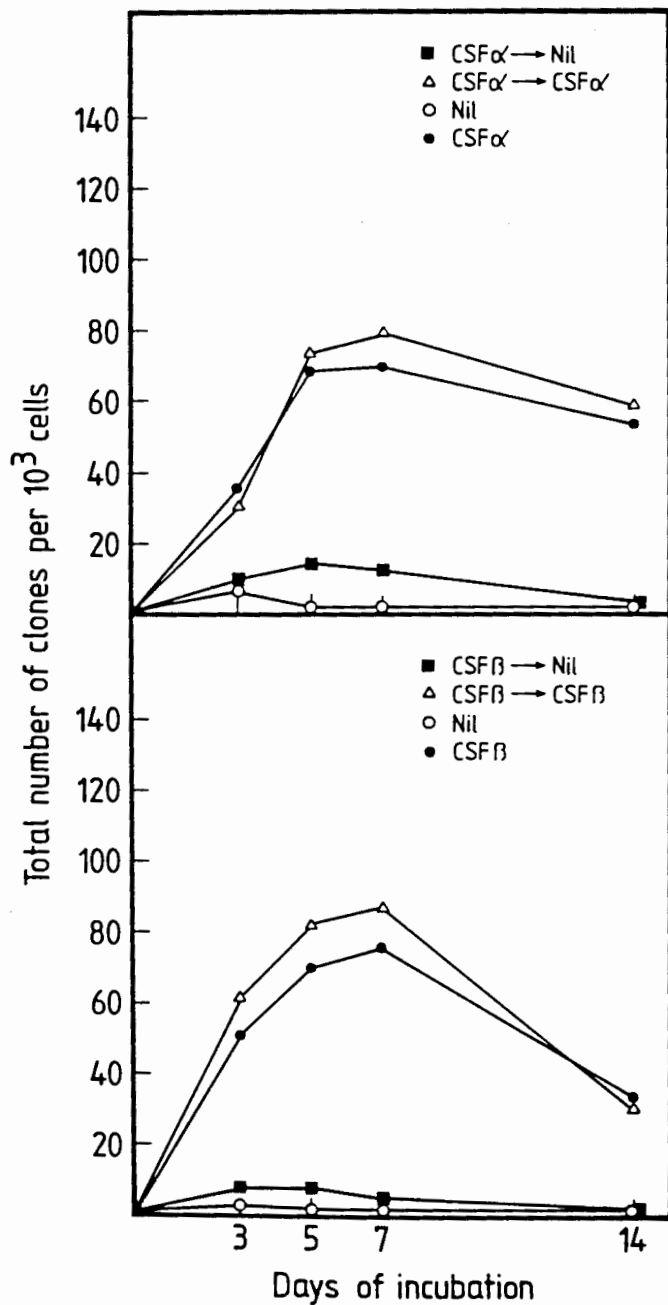 CSFα → Nil
CSFα → CSFα
Nil
CSFα
140
120
100
80
60
40
20
CSFβ → Nil
CSFβ → CSFβ
Nil
CSFβ
140
120
100
80
60
40
20
3 5 7 14
Days of incubation
Total number of clones per 10³ cells